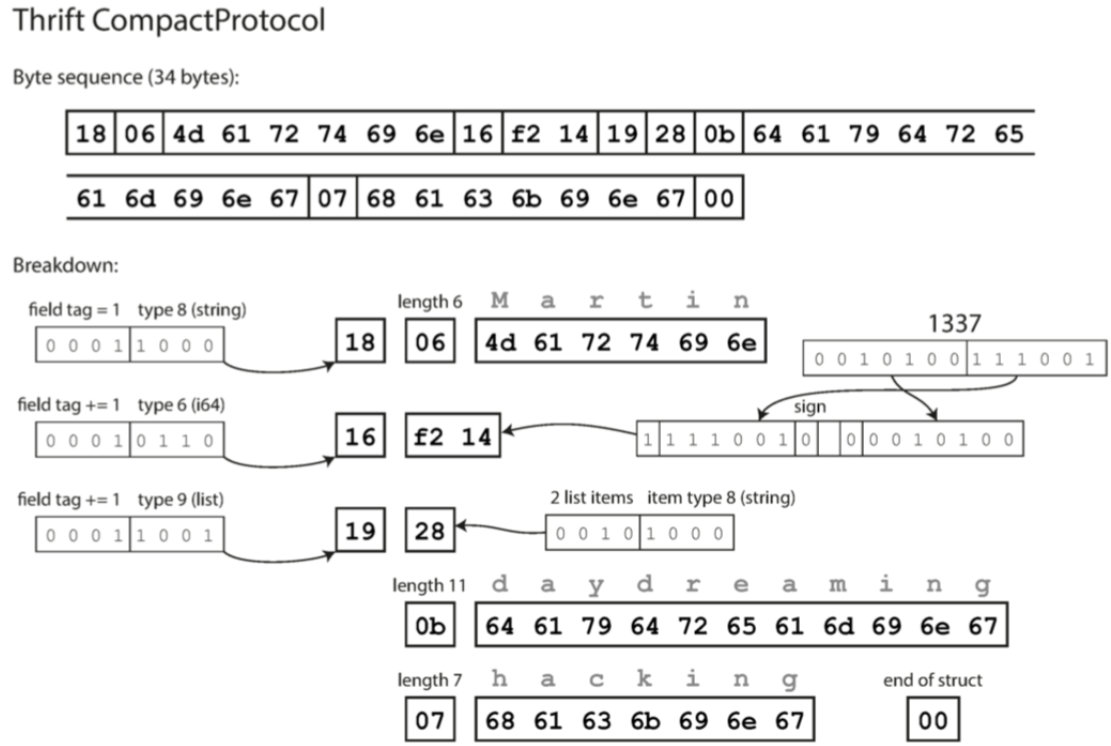 Thrift CompactProtocol
Byte sequence (34 bytes):
18 06 4d 61 72 74 69 6e 16 f2 14 19 28 0b 64 61 79 64 72 65
61 6d 69 6e 67 07 68 61 63 6b 69 6e 67 00
Breakdown:
field tag = 1 type 8 (string) length 6 M a r t i n
0 0 0 1 1 0 0 0 18 06 4d 61 72 74 69 6e
1337
0 0 1 0 1 0 0 1 1 1 0 0 1
field tag += 1 type 6 (i64) sign
0 0 0 1 0 1 1 0 16 f2 14 1 1 1 1 0 0 1 0 0 0 0 1 0 1 0 0
field tag += 1 type 9 (list) 2 list items item type 8 (string)
0 0 0 1 1 0 0 1 19 28 0 0 1 0 1 0 0 0
length 11 d a y d r e a m i n g
0b 64 61 79 64 72 65 61 6d 69 6e 67
length 7 h a c k i n g end of struct
07 68 61 63 6b 69 6e 67 00